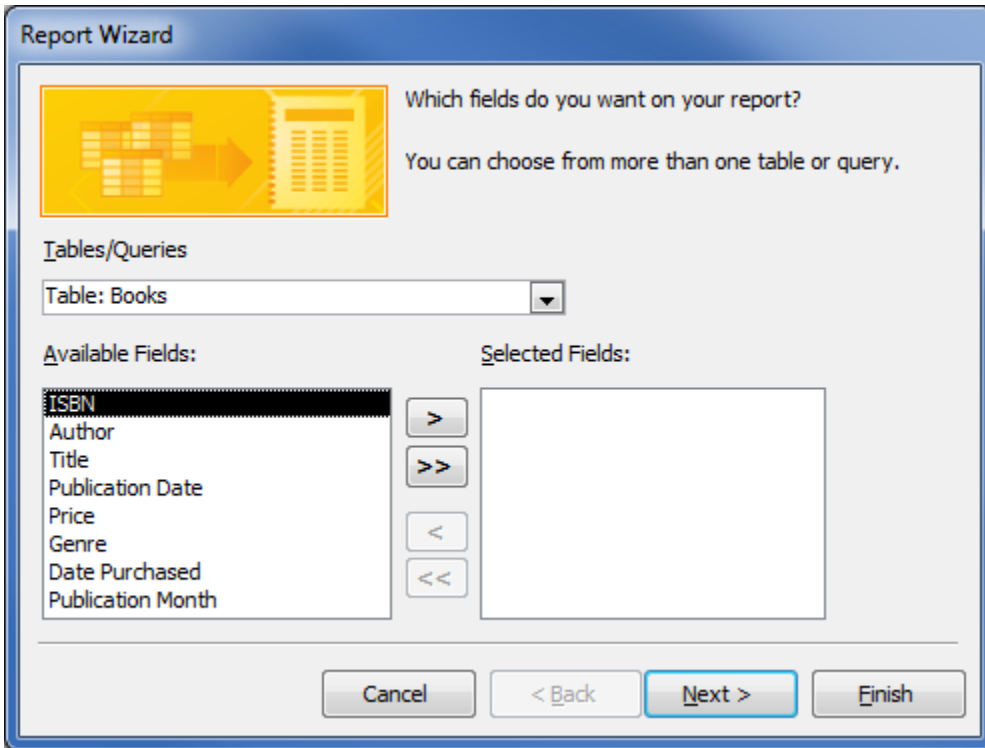 Report Wizard
Which fields do you want on your report?
You can choose from more than one table or query.
Tables/Queries
Table: Books
Available Fields:
Selected Fields:
ISBN
Author
Title
Publication Date
Price
Genre
Date Purchased
Publication Month
>
>>
<
<<
Cancel
< Back
Next >
Finish